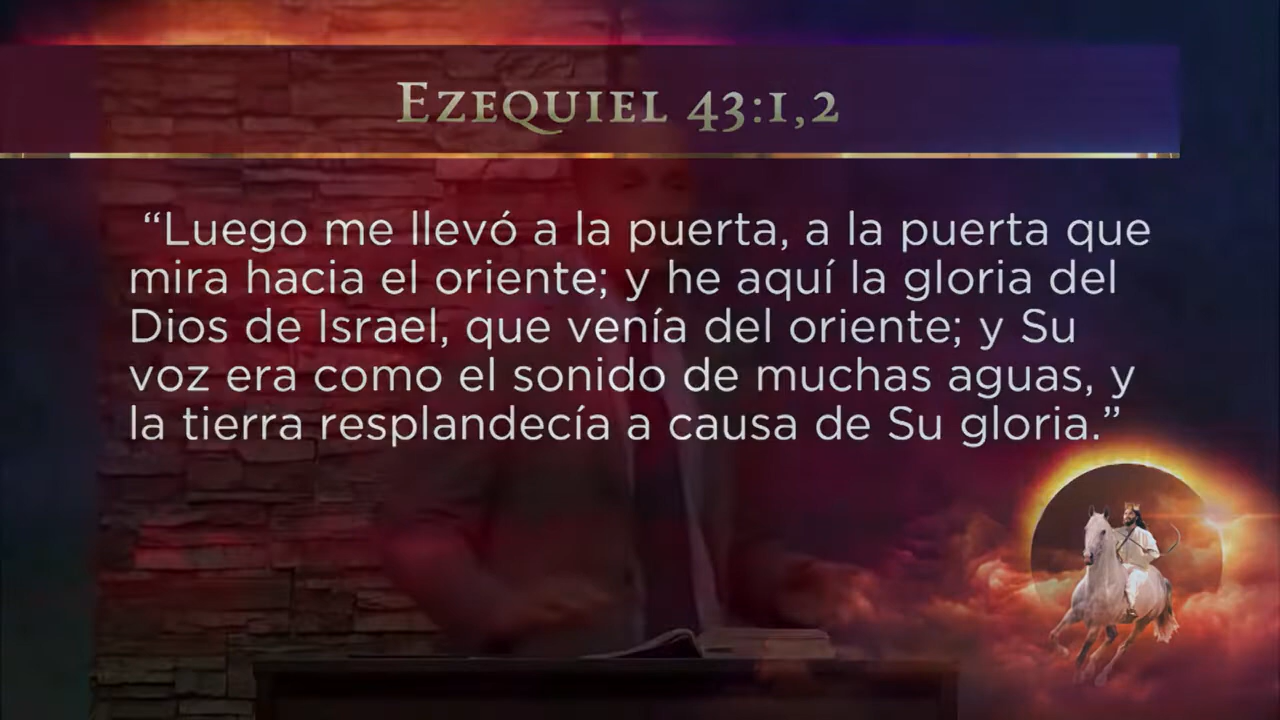 Ezequiel 43:1,2
“Luego me llevó a la puerta, a la puerta que
mira hacia el oriente; y he aquí la gloria del
Dios de Israel, que venía del oriente; y Su
voz era como el sonido de muchas aguas, y
la tierra resplandecía a causa de Su gloria.”